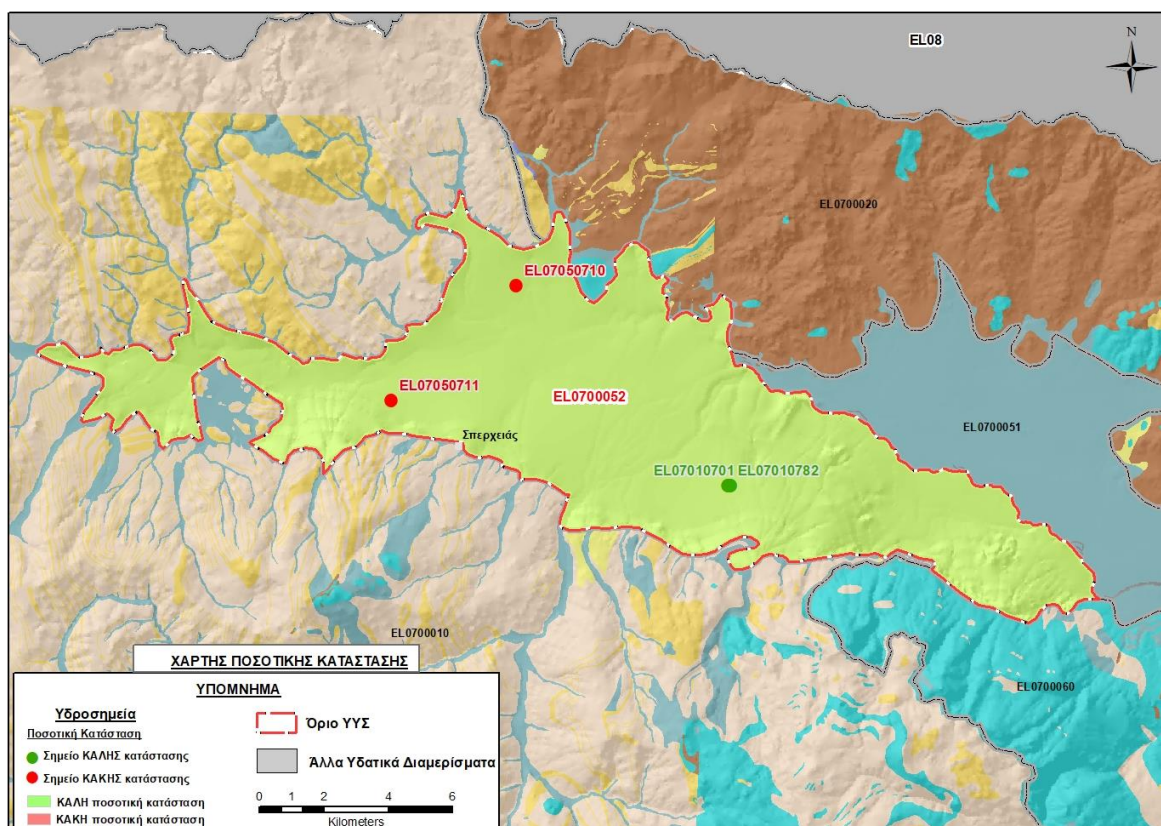 EL08
N
EL0700020
EL07050710
EL07050711
EL0700052
EL0700051
Σπερχειάς
EL07010701 EL07010782
EL0700010
EL0700060
ΧΑΡΤΗΣ ΠΟΣΟΤΙΚΗΣ ΚΑΤΑΣΤΑΣΗΣ
ΥΠΟΜΝΗΜΑ
Υδροσημεία
Ποσοτική Κατάσταση
Σημείο ΚΑΛΗΣ κατάστασης
Σημείο ΚΑΚΗΣ κατάστασης
ΚΑΛΗ ποσοτική κατάσταση
ΚΑΚΗ ποσοτική κατάσταση
Όριο ΥΥΣ
Άλλα Υδατικά Διαμερίσματα
0 1 2 4 6
Kilometers